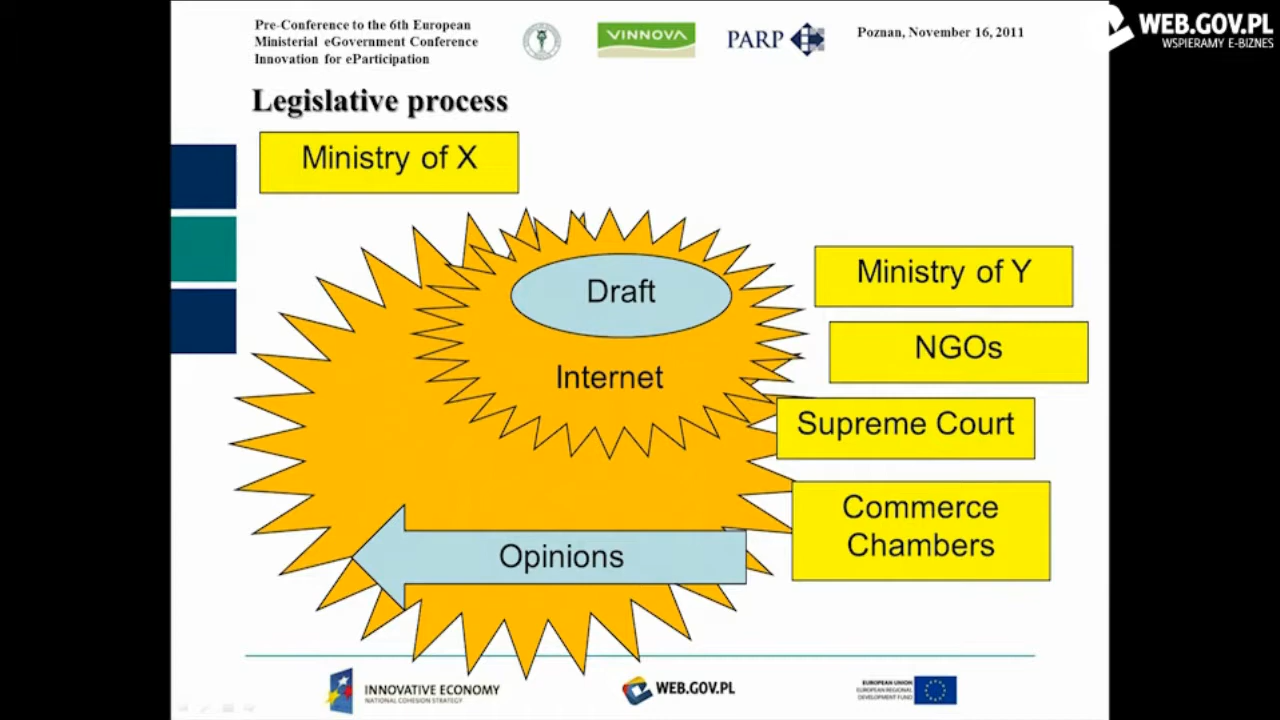 Pre-Conference to the 6th European
Ministerial eGovernment Conference
Innovation for eParticipation
VINNOVA
PARP
Poznan, November 16, 2011
WEB.GOV.PL
WSPIERAMY E-BIZNES
Legislative process
Ministry of X
Draft
Internet
Ministry of Y
NGOs
Supreme Court
Commerce
Chambers
Opinions
INNOVATIVE ECONOMY
NATIONAL COHESION STRATEGY
WEB.GOV.PL
EUROPEAN UNION
EUROPEAN REGIONAL
DEVELOPMENT FUND